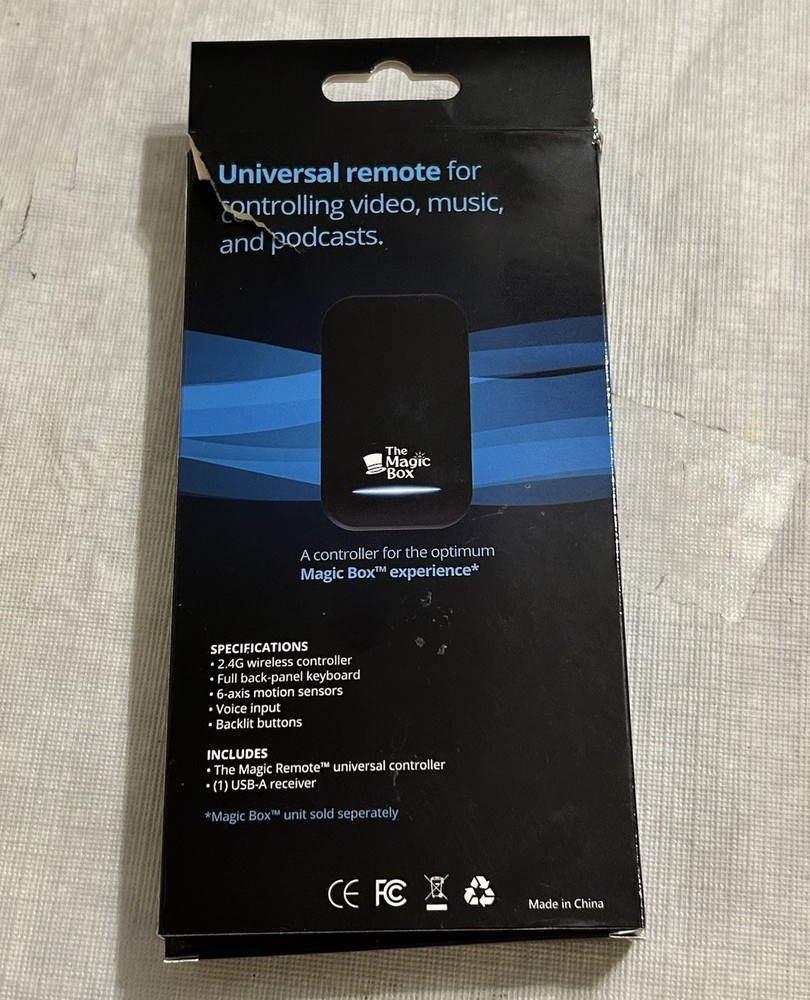 Universal remote for
controlling video, music,
and podcasts.
The
Magic
Box
A controller for the optimum
Magic Box™ experience*
SPECIFICATIONS
• 2.4G wireless controller
• Full back-panel keyboard
• 6-axis motion sensors
• Voice input
• Backlit buttons
INCLUDES
• The Magic Remote™ universal controller
• (1) USB-A receiver
*Magic Box™ unit sold seperately
CE FC
Made in China